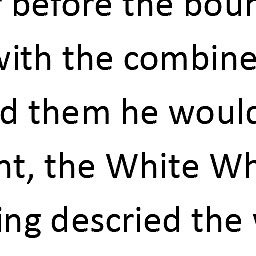 before the bour
with the combine
d them he would
nt, the White Wh
ing descried the